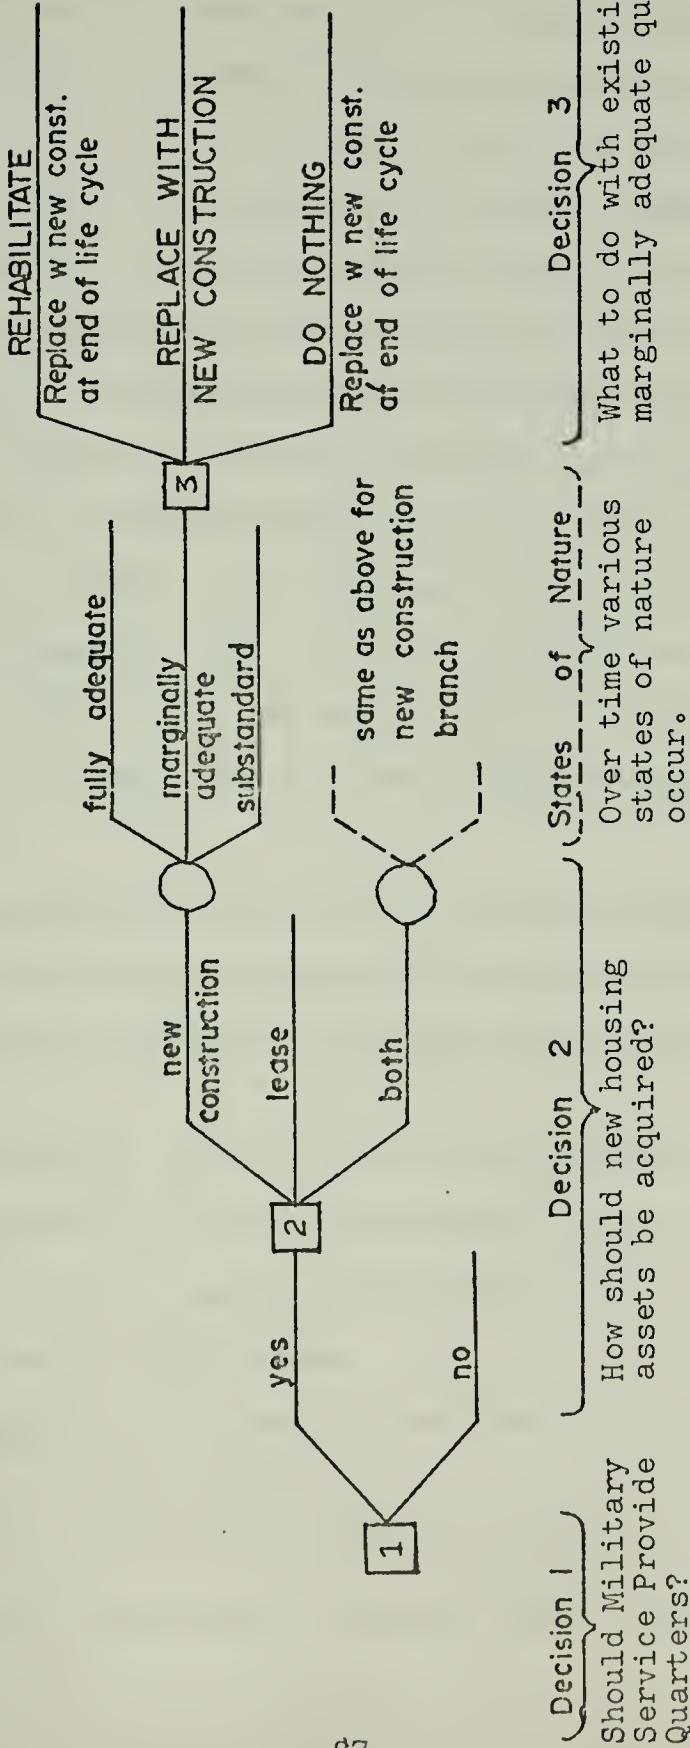 REHABILITATE
Replace w new const.
at end of life cycle
REPLACE WITH
NEW CONSTRUCTION
DO NOTHING
Replace w new const.
at end of life cycle
3
fully adequate
marginally
adequate
substandard
same as above for
new construction
branch
new
construction
lease
both
2
yes
no
1
Decision 1
Should Military
Service Provide
Quarters?
Decision 2
How should new housing
assets be acquired?
States of Nature
Over time various
states of nature
occur.
Decision 3
What to do with existi
marginally adequate qu